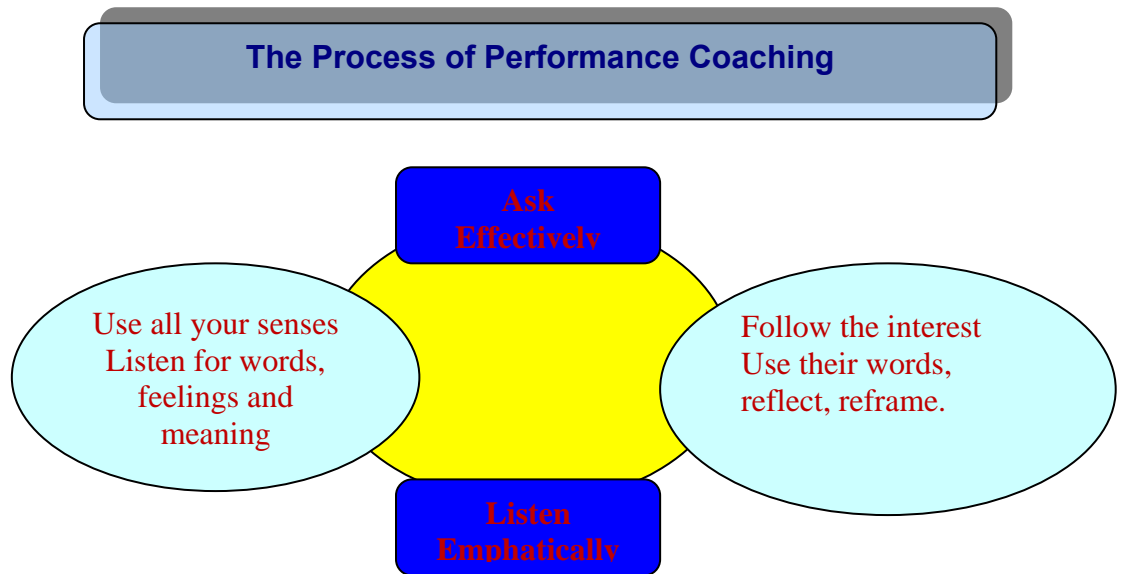 The Process of Performance Coaching
Ask
Effectively
Use all your senses
Listen for words,
feelings and
meaning
Follow the interest
Use their words,
reflect, reframe.
Listen
Emphatically